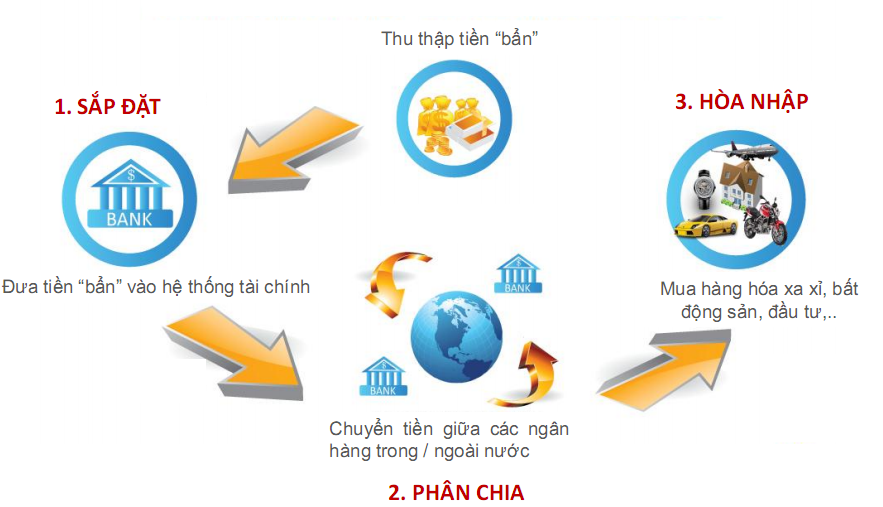 Thu thập tiền “bẩn”
1. SẮP ĐẶT
BANK
Đưa tiền “bẩn” vào hệ thống tài chính
BANK
BANK
Chuyển tiền giữa các ngân
hàng trong / ngoài nước
2. PHÂN CHIA
3. HÒA NHẬP
Mua hàng hóa xa xỉ, bất
động sản, đầu tư,..